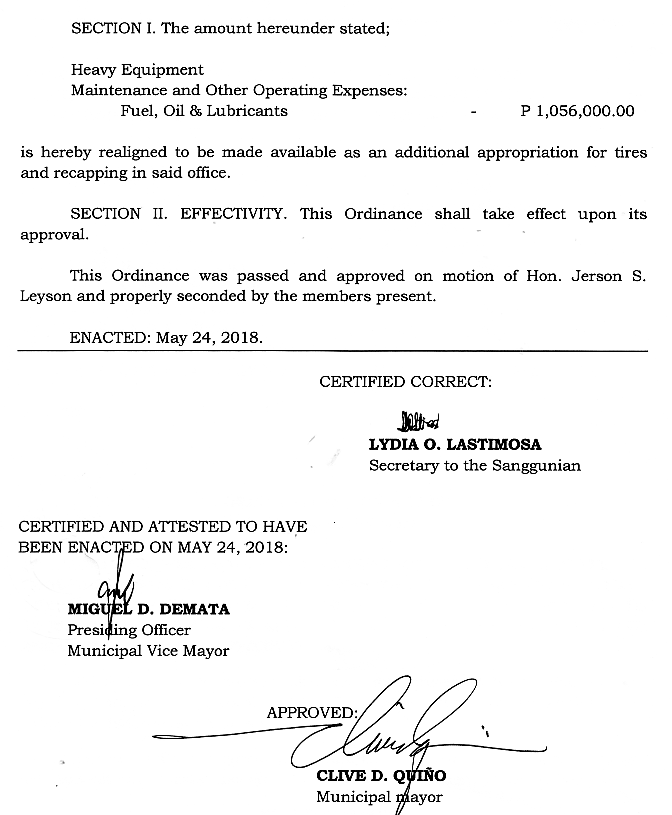 SECTION I. The amount hereunder stated;
Heavy Equipment
Maintenance and Other Operating Expenses:
Fuel, Oil & Lubricants - P 1,056,000.00
is hereby realigned to be made available as an additional appropriation for tires
and recapping in said office.
SECTION II. EFFECTIVITY. This Ordinance shall take effect upon its
approval.
This Ordinance was passed and approved on motion of Hon. Jerson S.
Leyson and properly seconded by the members present.
ENACTED: May 24, 2018.
CERTIFIED CORRECT:
LYDIA O. LASTIMOSA
Secretary to the Sanggunian
CERTIFIED AND ATTESTED TO HAVE
BEEN ENACTED ON MAY 24, 2018:
MIGUEL D. DEMATA
Presiding Officer
Municipal Vice Mayor
APPROVED:
CLIVE D. QUIÑO
Municipal mayor